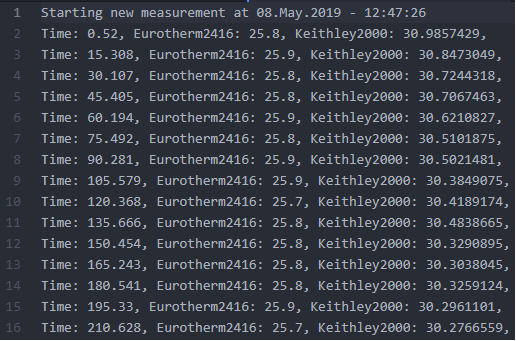 1 Starting new measurement at 08.May.2019 - 12:47:26
2 Time: 0.52, Eurotherm2416: 25.8, Keithley2000: 30.9857429,
3 Time: 15.308, Eurotherm2416: 25.9, Keithley2000: 30.8473049,
4 Time: 30.107, Eurotherm2416: 25.8, Keithley2000: 30.7244318,
5 Time: 45.405, Eurotherm2416: 25.8, Keithley2000: 30.7067463,
6 Time: 60.194, Eurotherm2416: 25.9, Keithley2000: 30.6210827,
7 Time: 75.492, Eurotherm2416: 25.8, Keithley2000: 30.5101875,
8 Time: 90.281, Eurotherm2416: 25.9, Keithley2000: 30.5021481,
9 Time: 105.579, Eurotherm2416: 25.9, Keithley2000: 30.3849075,
10 Time: 120.368, Eurotherm2416: 25.7, Keithley2000: 30.4189174,
11 Time: 135.666, Eurotherm2416: 25.8, Keithley2000: 30.4838665,
12 Time: 150.454, Eurotherm2416: 25.8, Keithley2000: 30.3290895,
13 Time: 165.243, Eurotherm2416: 25.8, Keithley2000: 30.3038045,
14 Time: 180.541, Eurotherm2416: 25.8, Keithley2000: 30.3259124,
15 Time: 195.33, Eurotherm2416: 25.9, Keithley2000: 30.2961101,
16 Time: 210.628, Eurotherm2416: 25.7, Keithley2000: 30.2766559,